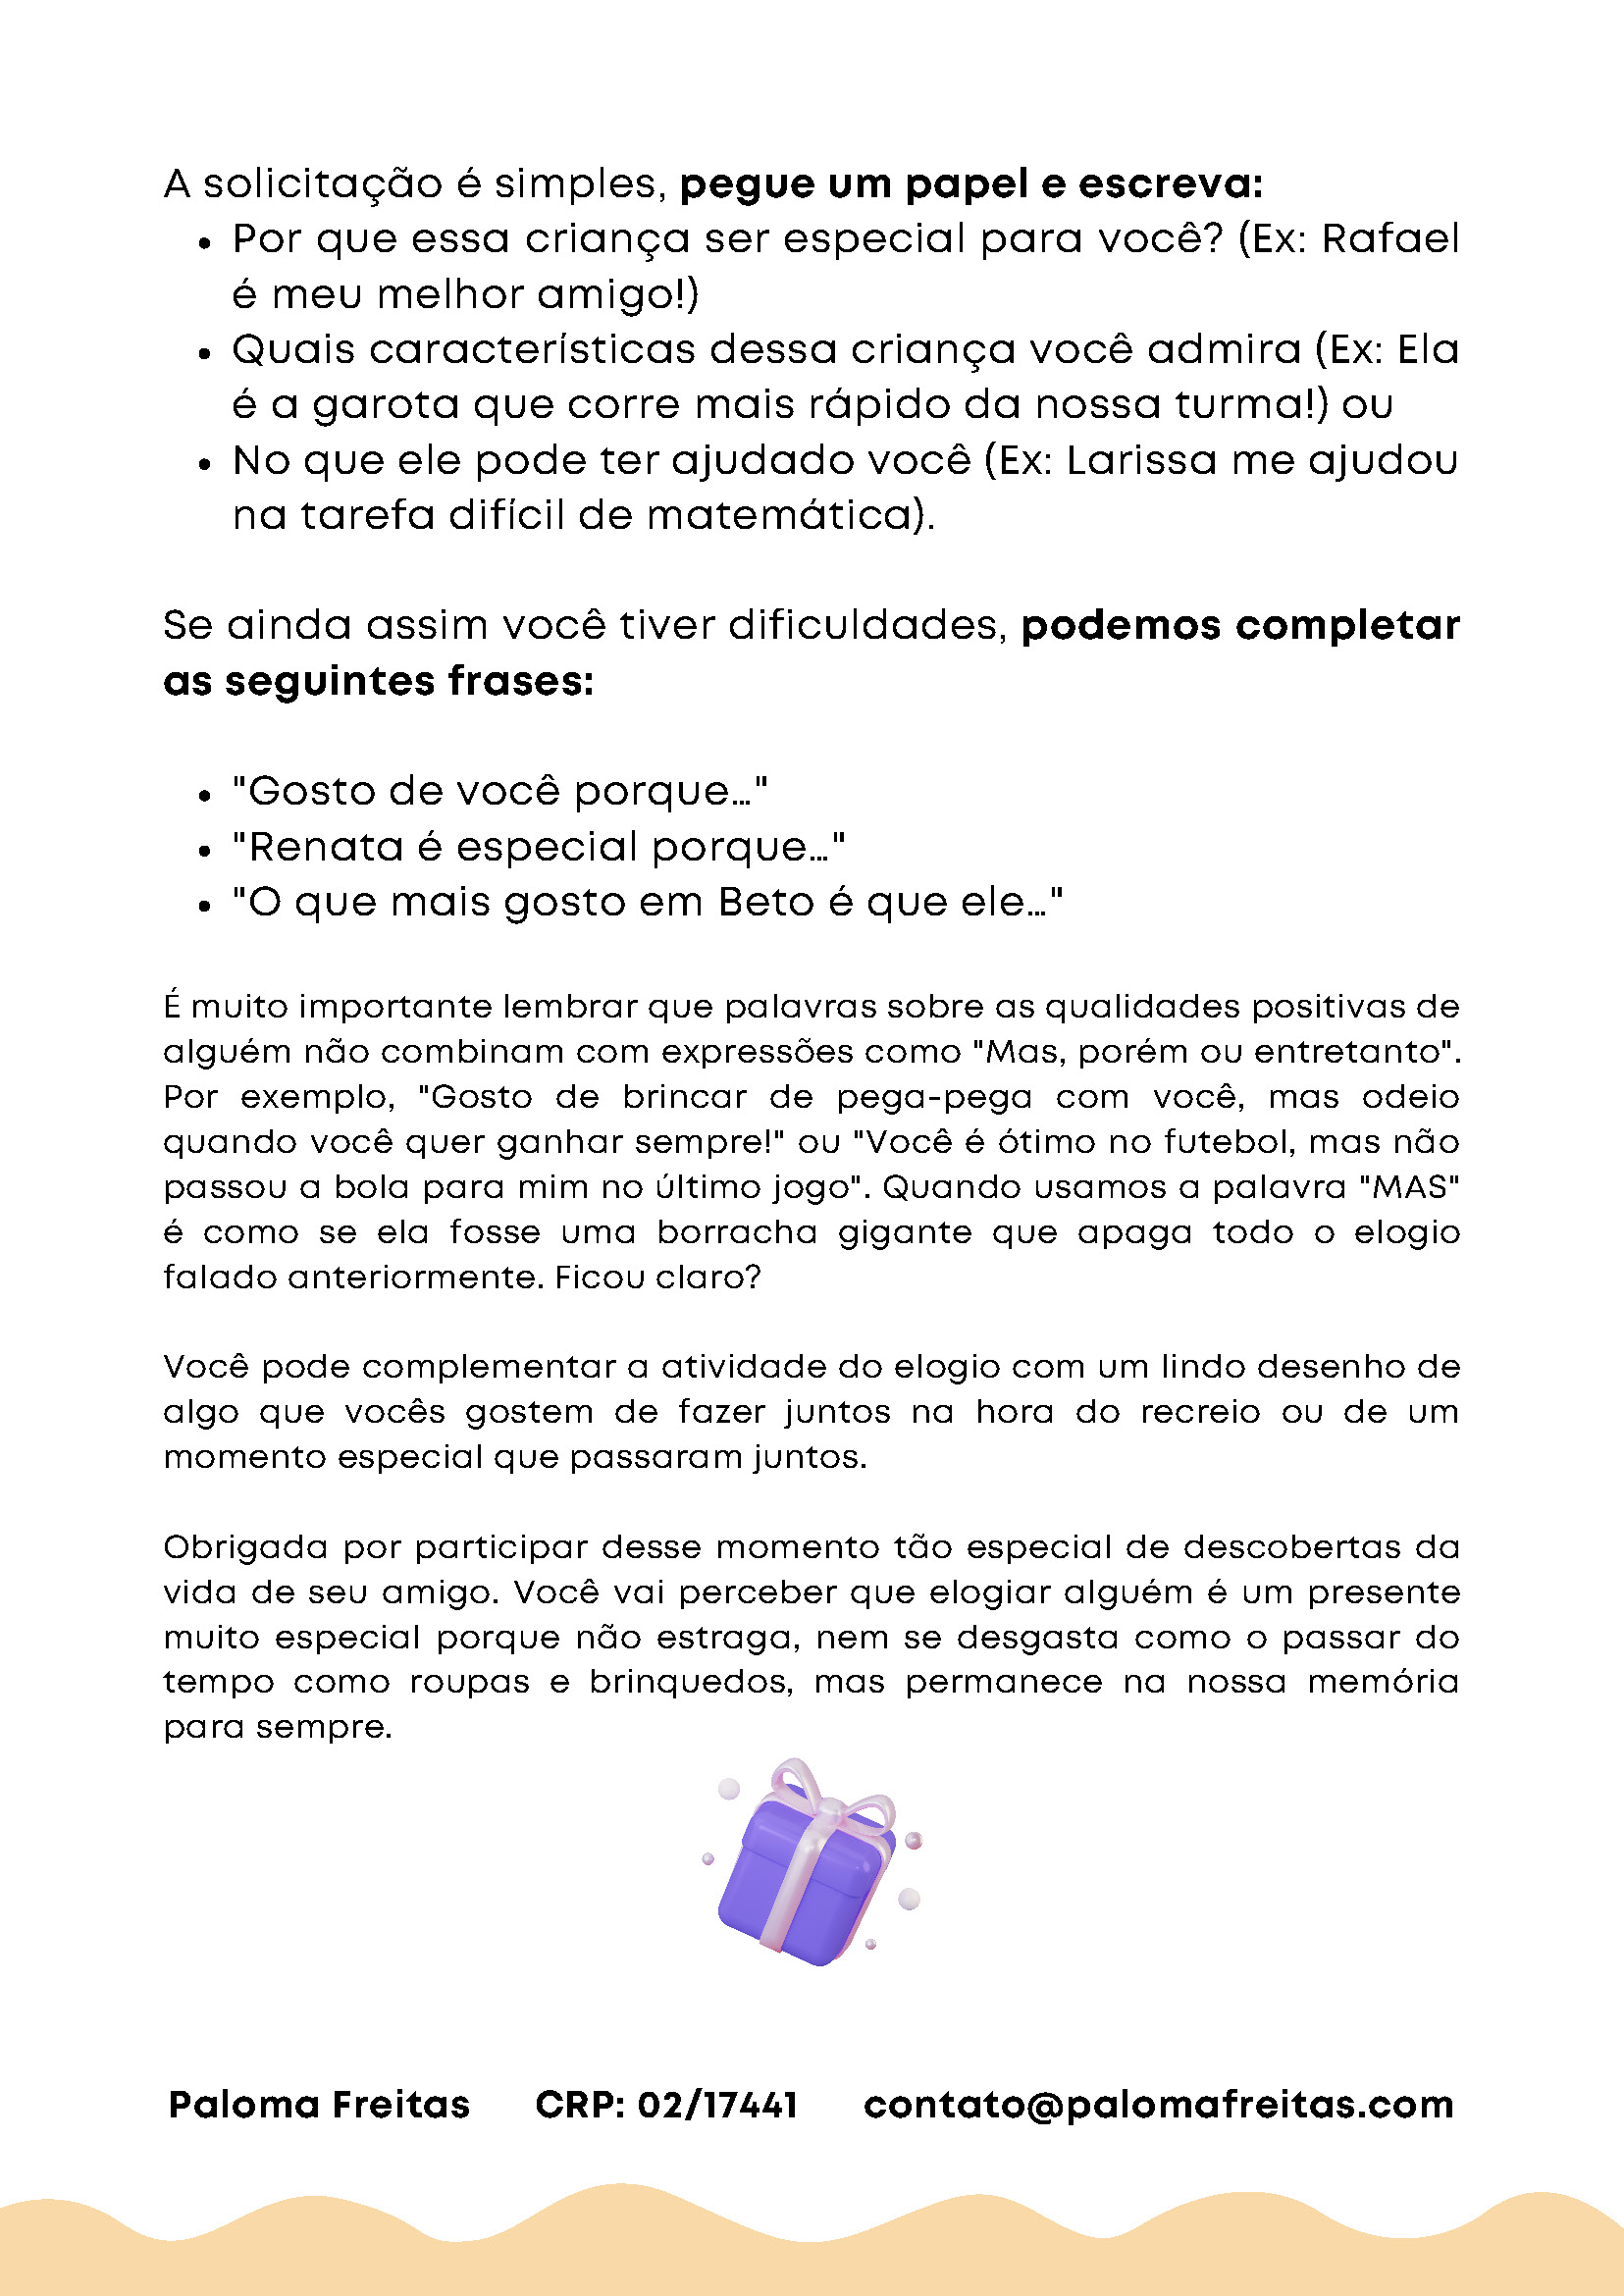 A solicitação é simples, pegue um papel e escreva:
• Por que essa criança ser especial para você? (Ex: Rafael
é meu melhor amigo!)
• Quais características dessa criança você admira (Ex: Ela
é a garota que corre mais rápido da nossa turma!) ou
• No que ele pode ter ajudado você (Ex: Larissa me ajudou
na tarefa difícil de matemática).
Se ainda assim você tiver dificuldades, podemos completar
as seguintes frases:
• "Gosto de você porque..."
• "Renata é especial porque..."
• "O que mais gosto em Beto é que ele..."
É muito importante lembrar que palavras sobre as qualidades positivas de
alguém não combinam com expressões como "Mas, porém ou entretanto".
Por exemplo, "Gosto de brincar de pega-pega com você, mas odeio
quando você quer ganhar sempre!" ou "Você é ótimo no futebol, mas não
passou a bola para mim no último jogo". Quando usamos a palavra "MAS"
é como se ela fosse uma borracha gigante que apaga todo o elogio
falado anteriormente. Ficou claro?
Você pode complementar a atividade do elogio com um lindo desenho de
algo que vocês gostem de fazer juntos na hora do recreio ou de um
momento especial que passaram juntos.
Obrigada por participar desse momento tão especial de descobertas da
vida de seu amigo. Você vai perceber que elogiar alguém é um presente
muito especial porque não estraga, nem se desgasta como o passar do
tempo como roupas e brinquedos, mas permanece na nossa memória
para sempre.
Paloma Freitas CRP: 02/17441 contato@palomafreitas.com